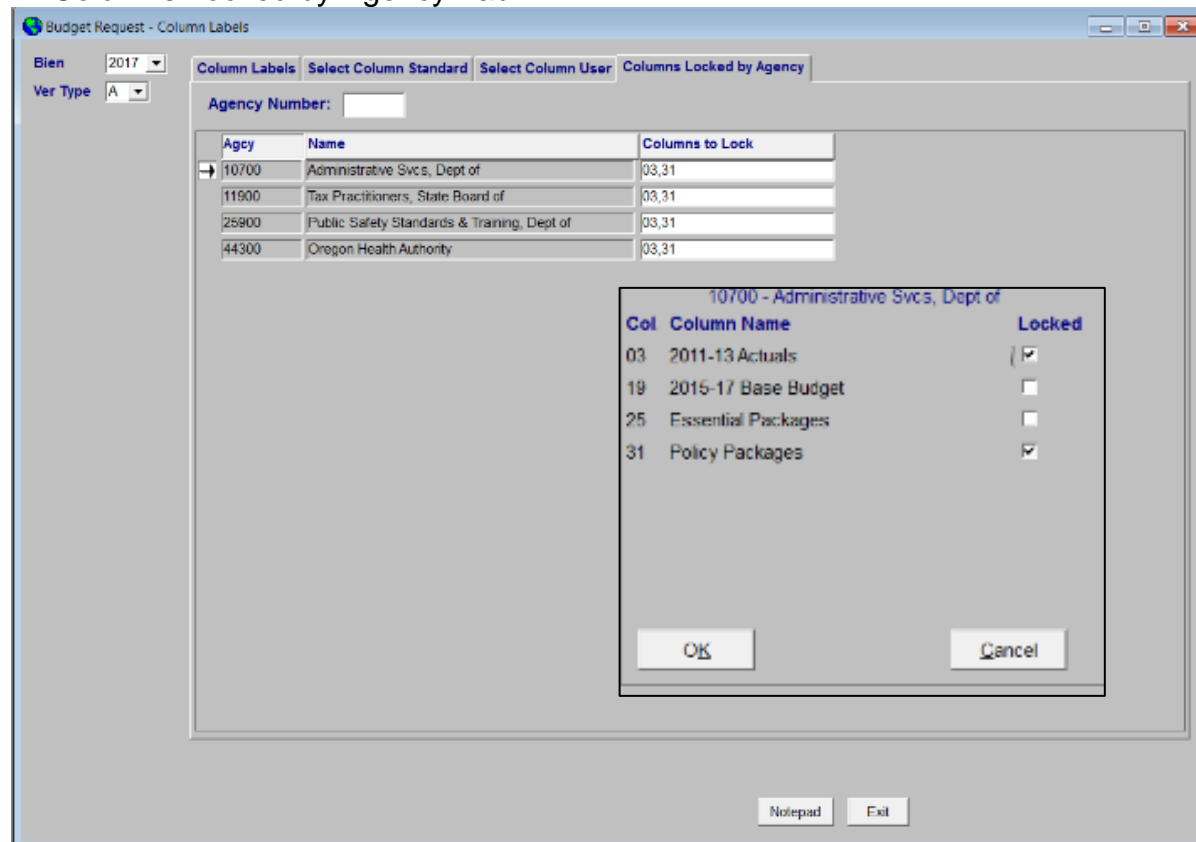 Budget Request - Column Labels
Bien 2017
Ver Type A
Column Labels Select Column Standard Select Column User Columns Locked by Agency
Agency Number:
Agcy Name Columns to Lock
10700 Administrative Svcs, Dept of 03,31
11900 Tax Practitioners, State Board of 03,31
25900 Public Safety Standards & Training, Dept of 03,31
44300 Oregon Health Authority 03,31
10700 - Administrative Svcs, Dept of
Col Column Name Locked
03 2011-13 Actuals
19 2015-17 Base Budget
25 Essential Packages
31 Policy Packages
OK Cancel
Notepad Exit